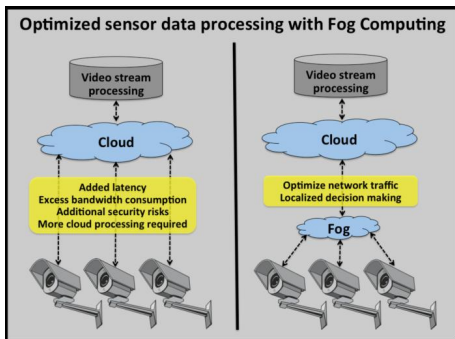 Optimized sensor data processing with Fog Computing
Video stream
processing
Cloud
Added latency
Excess bandwidth consumption
Additional security risks
More cloud processing required
Video stream
processing
Cloud
Optimize network traffic
Localized decision making
Fog